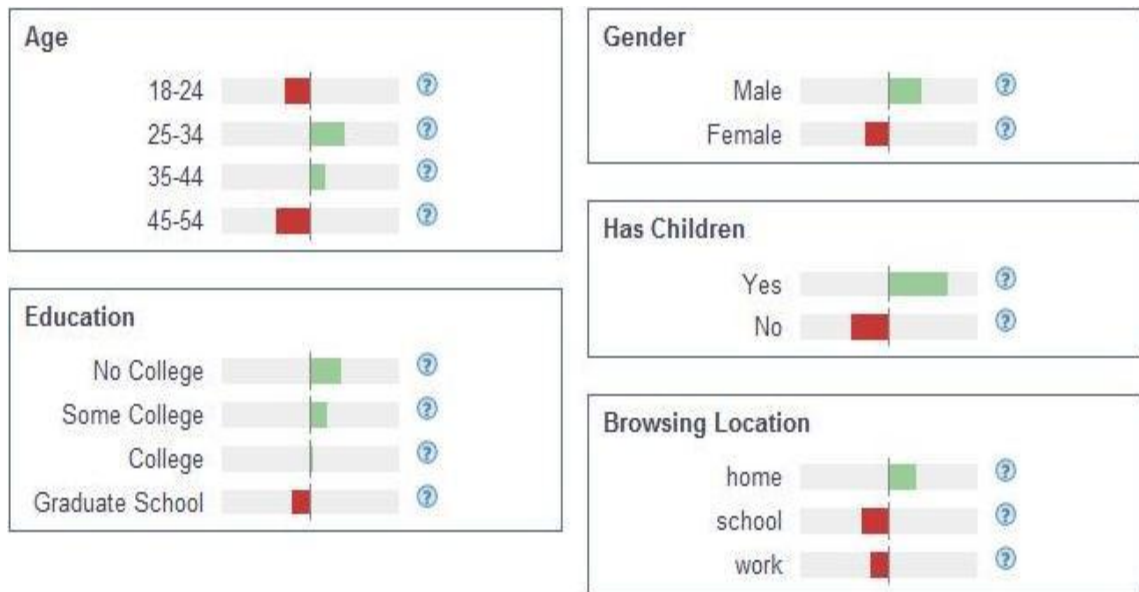 Age
18-24 ?
25-34 ?
35-44 ?
45-54 ?
Education
No College ?
Some College ?
College ?
Graduate School ?
Gender
Male ?
Female ?
Has Children
Yes ?
No ?
Browsing Location
home ?
school ?
work ?